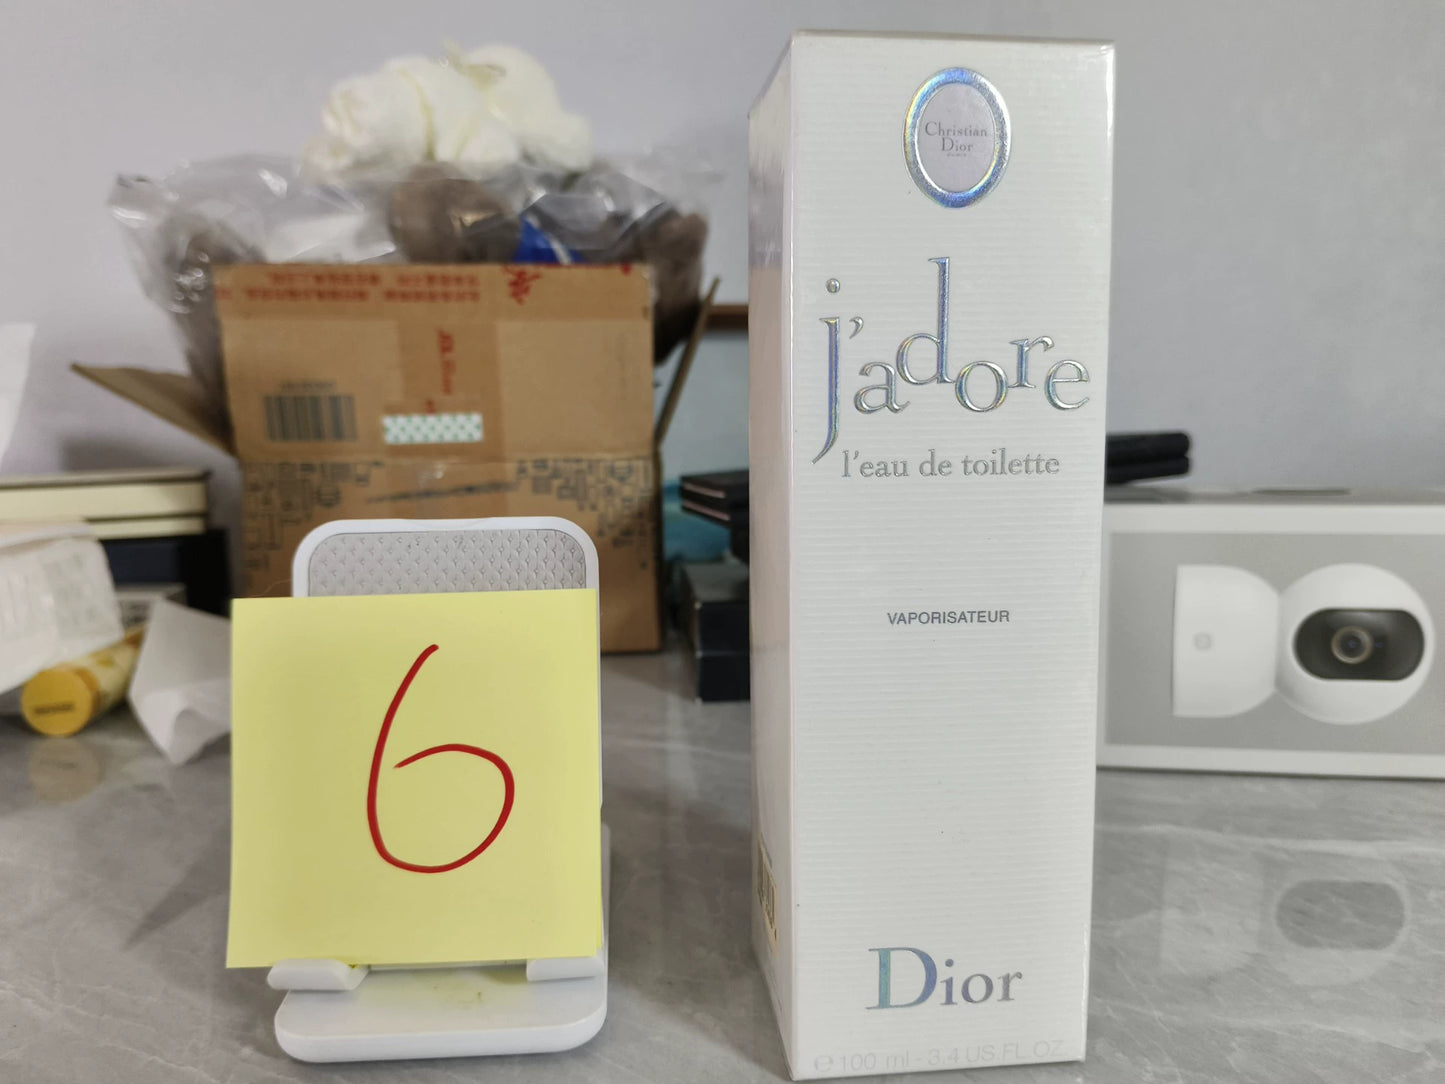 Christian
Dior
j'adore
l'eau de toilette
VAPORISATEUR
6
Dior
℮ 100 ml - 3.4 US FL OZ.